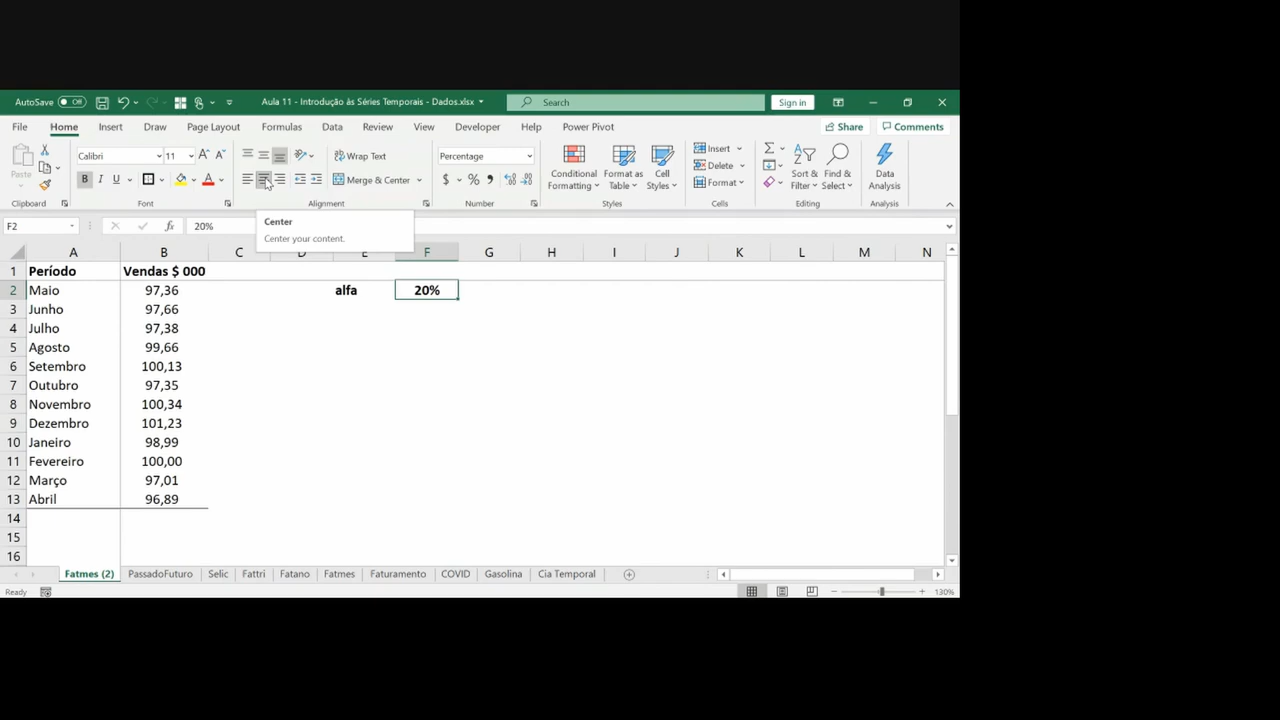 AutoSave Off Aula 11 - Introdução às Séries Temporais - Dados.xlsx Search Sign in
File Home Insert Draw Page Layout Formulas Data Review View Developer Help Power Pivot Share Comments
Paste Calibri 11 Wrap Text Merge & Center Percentage Conditional Formatting Format as Table Cell Styles Insert Delete Format Sort & Filter Find & Select Data Analysis
Clipboard Font Alignment Number Styles Cells Editing Analysis
F2 fx 20%
Center
Center your content.
A B C D E F G H I J K L M N
1 Período Vendas $ 000
2 Maio 97,36 alfa 20%
3 Junho 97,66
4 Julho 97,38
5 Agosto 99,66
6 Setembro 100,13
7 Outubro 97,35
8 Novembro 100,34
9 Dezembro 101,23
10 Janeiro 98,99
11 Fevereiro 100,00
12 Março 97,01
13 Abril 96,89
14
15
16
Fatmes (2) PassadoFuturo Selic Fattri Fatano Fatmes Faturamento COVID Gasolina Cia Temporal
Ready 130%